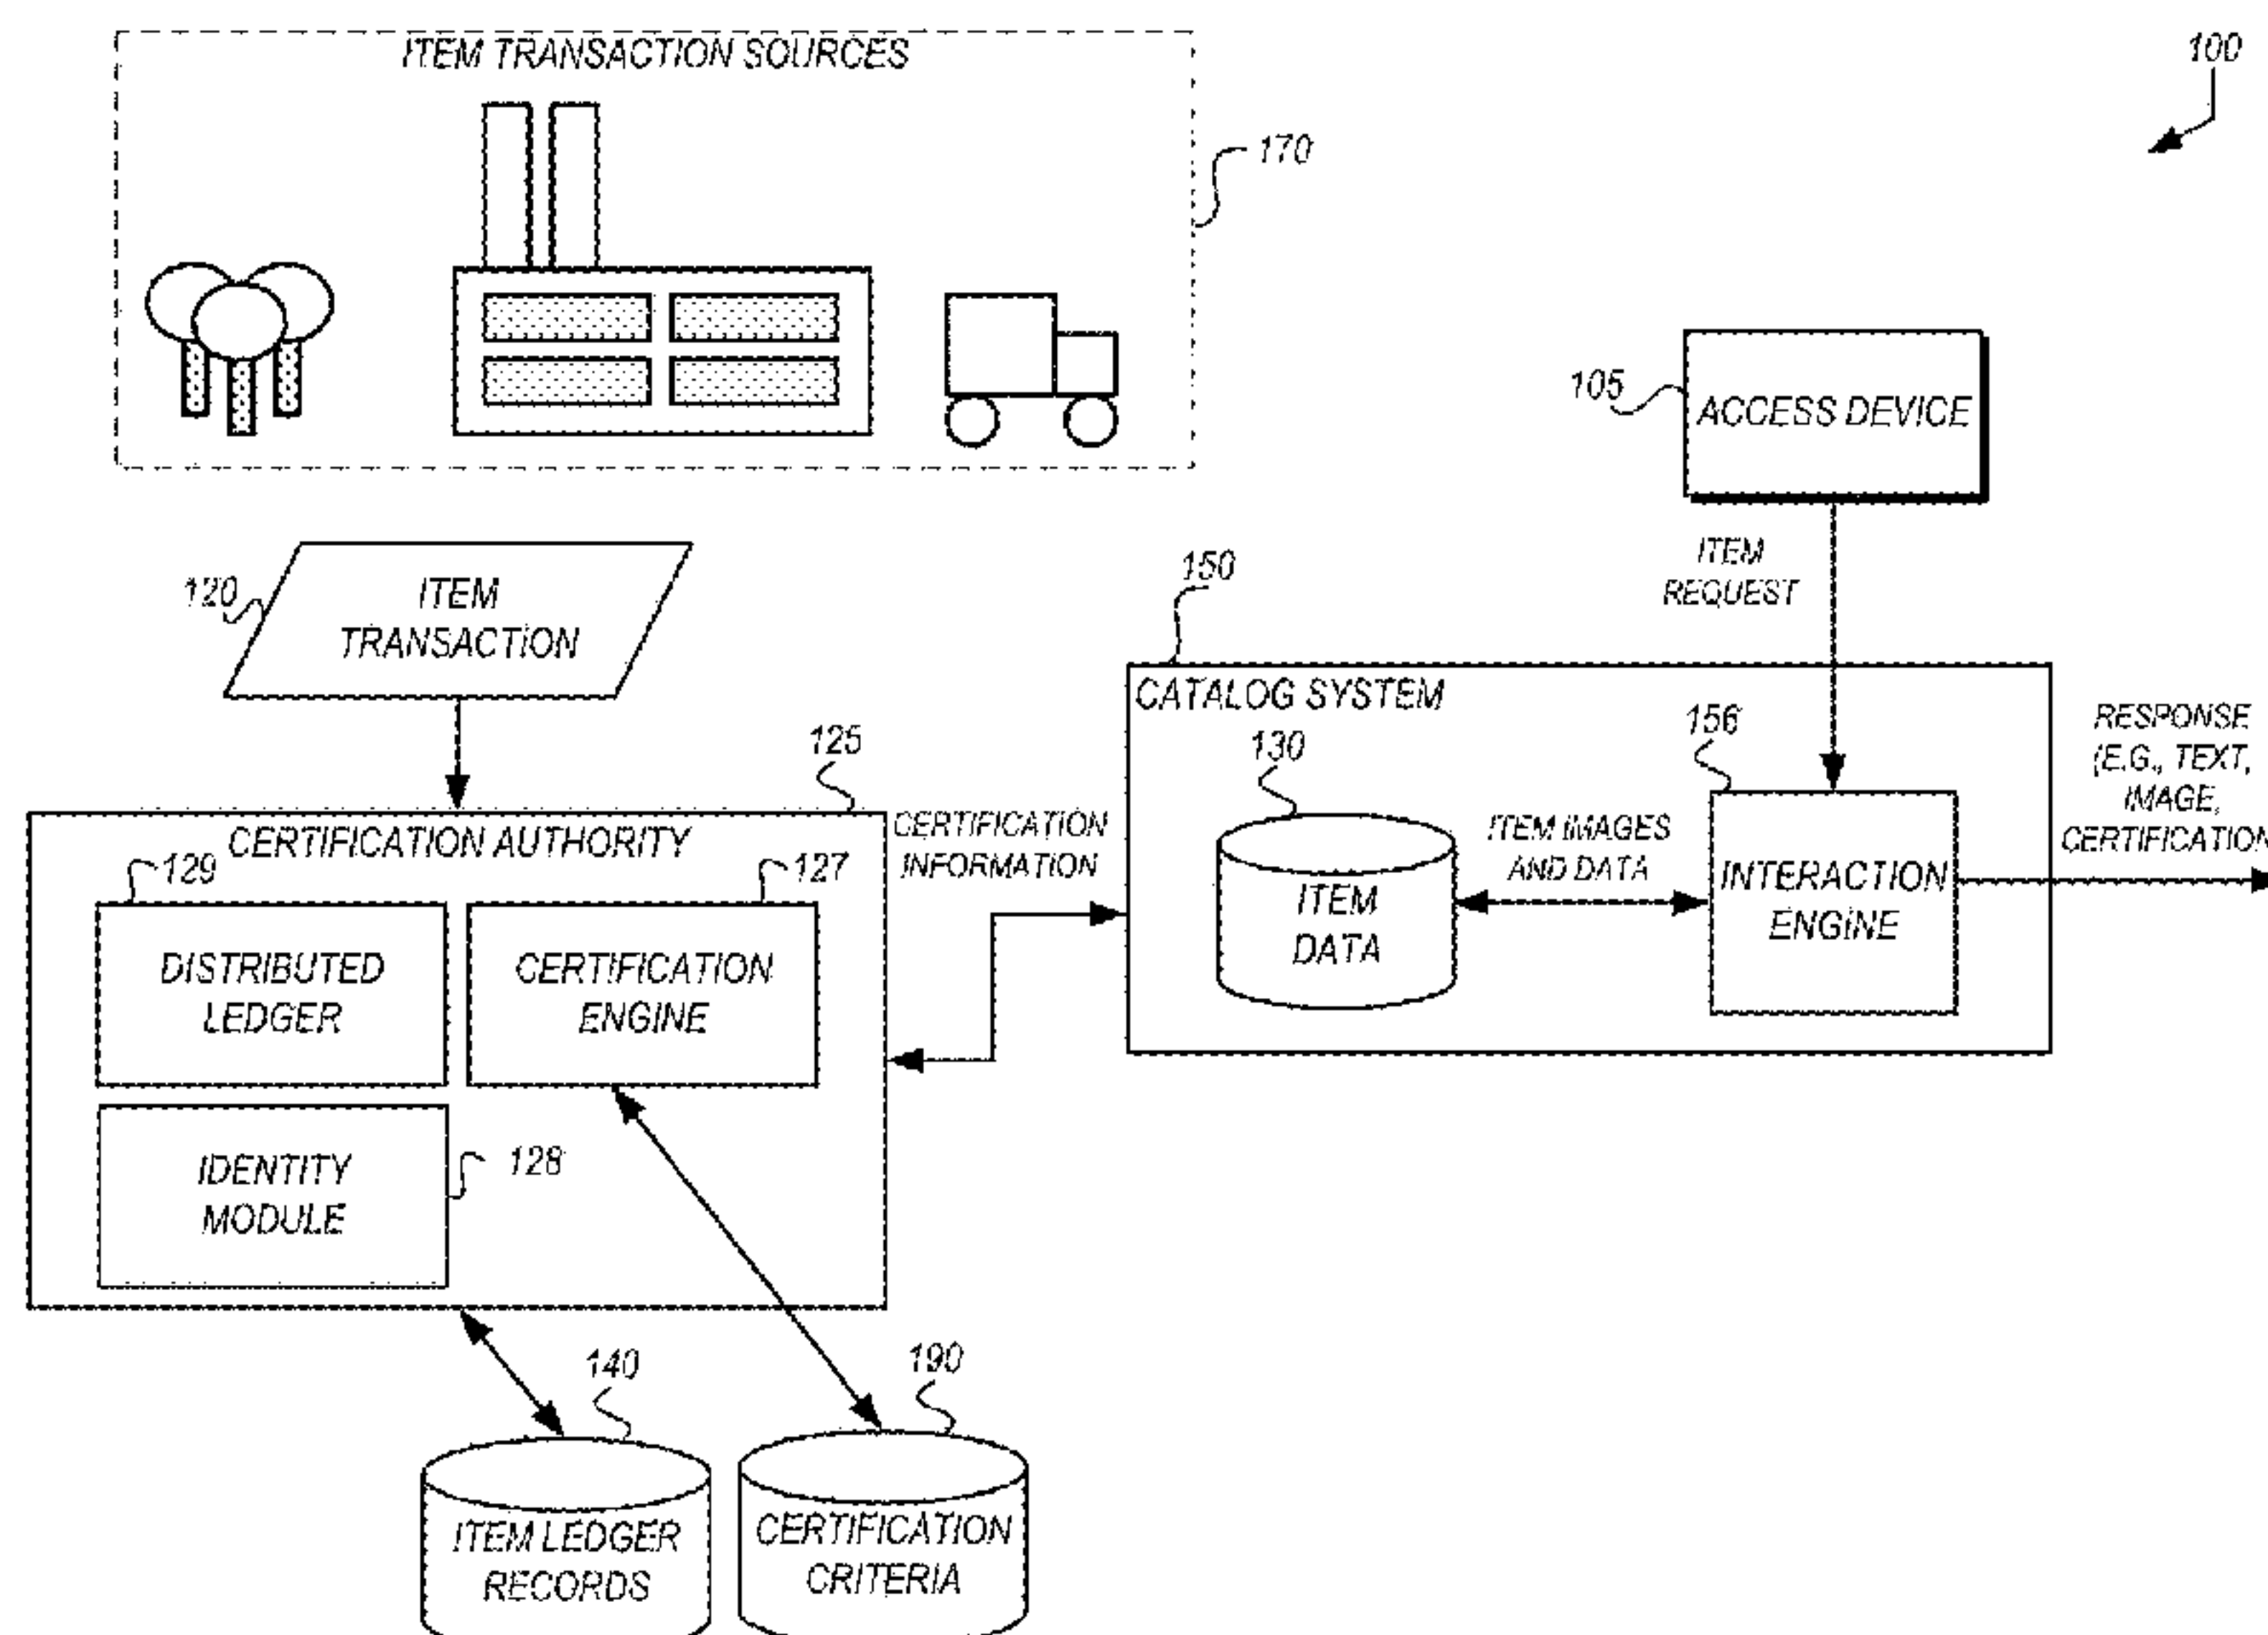 ITEM TRANSACTION SOURCES
100
170
105
ACCESS DEVICE
ITEM
REQUEST
120
ITEM
TRANSACTION
150
CATALOG SYSTEM
125
CERTIFICATION AUTHORITY
129
127
DISTRIBUTED
LEDGER
CERTIFICATION
ENGINE
IDENTITY
MODULE
128
CERTIFICATION
INFORMATION
130
ITEM
DATA
ITEM IMAGES
AND DATA
156
INTERACTION
ENGINE
RESPONSE
(E.G., TEXT,
IMAGE,
CERTIFICATION
140
ITEM LEDGER
RECORDS
190
CERTIFICATION
CRITERIA